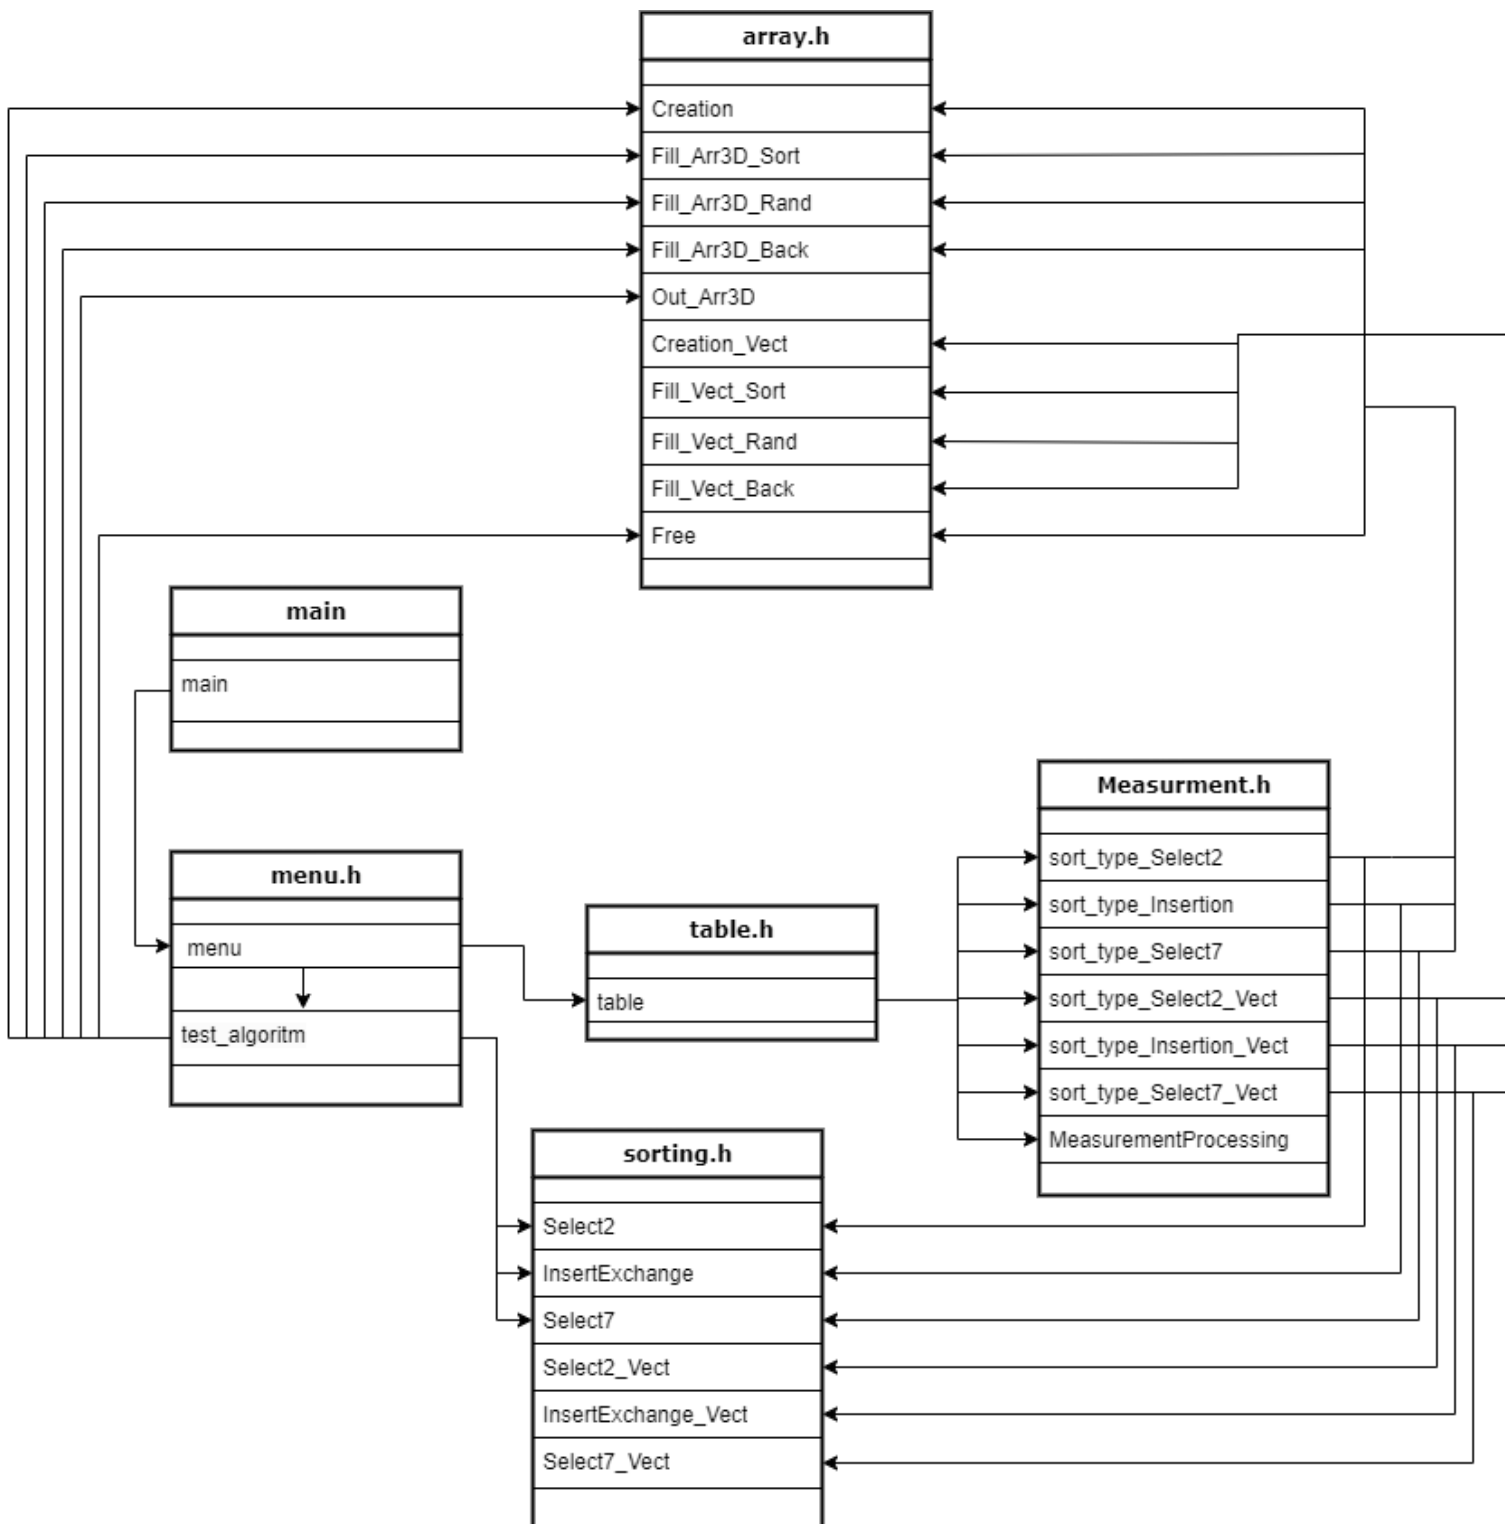 array.h
Creation
Fill_Arr3D_Sort
Fill_Arr3D_Rand
Fill_Arr3D_Back
Out_Arr3D
Creation_Vect
Fill_Vect_Sort
Fill_Vect_Rand
Fill_Vect_Back
Free
main
main
menu.h
menu
test_algoritm
table.h
table
Measurment.h
sort_type_Select2
sort_type_Insertion
sort_type_Select7
sort_type_Select2_Vect
sort_type_Insertion_Vect
sort_type_Select7_Vect
MeasurementProcessing
sorting.h
Select2
InsertExchange
Select7
Select2_Vect
InsertExchange_Vect
Select7_Vect